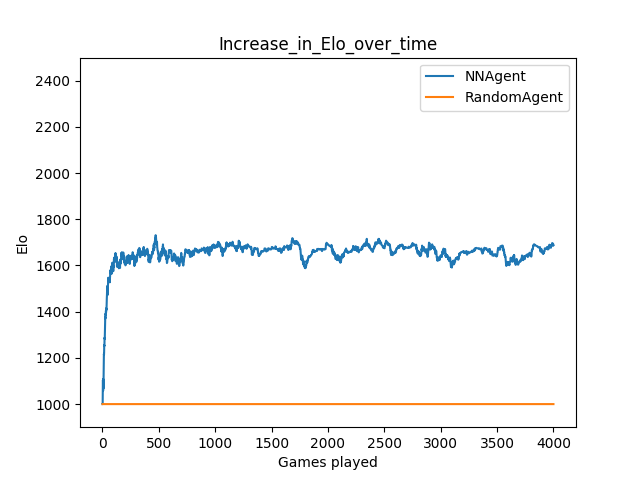 Increase_in_Elo_over_time
NNAgent
RandomAgent
2400
2200
2000
1800
1600
1400
1200
1000
Elo
0 500 1000 1500 2000 2500 3000 3500 4000
Games played